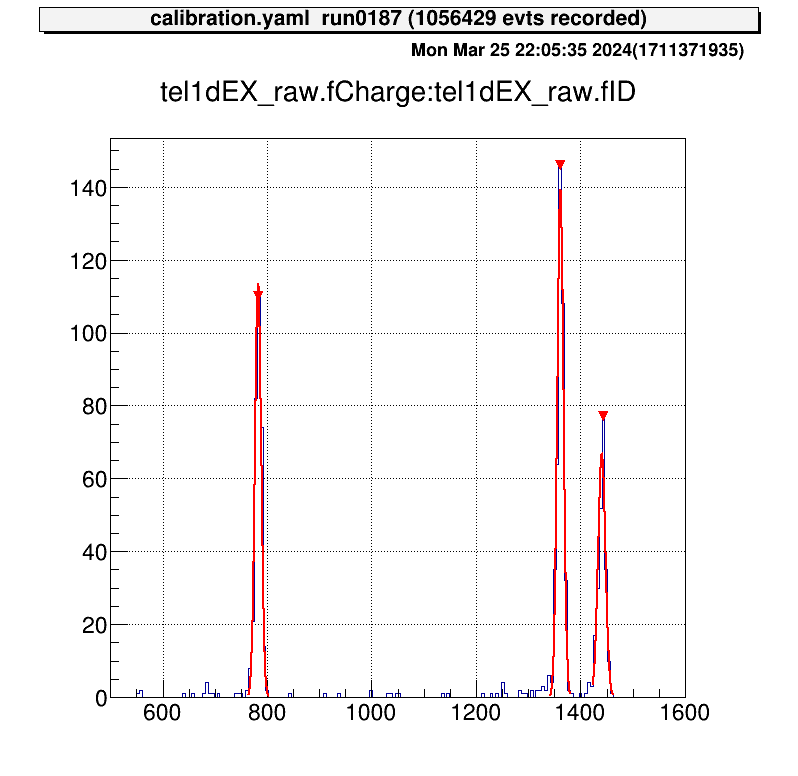 calibration.yaml run0187 (1056429 evts recorded)
Mon Mar 25 22:05:35 2024(1711371935)
tel1dEX_raw.fCharge:tel1dEX_raw.fID
140
120
100
80
60
40
20
0
600 800 1000 1200 1400 1600